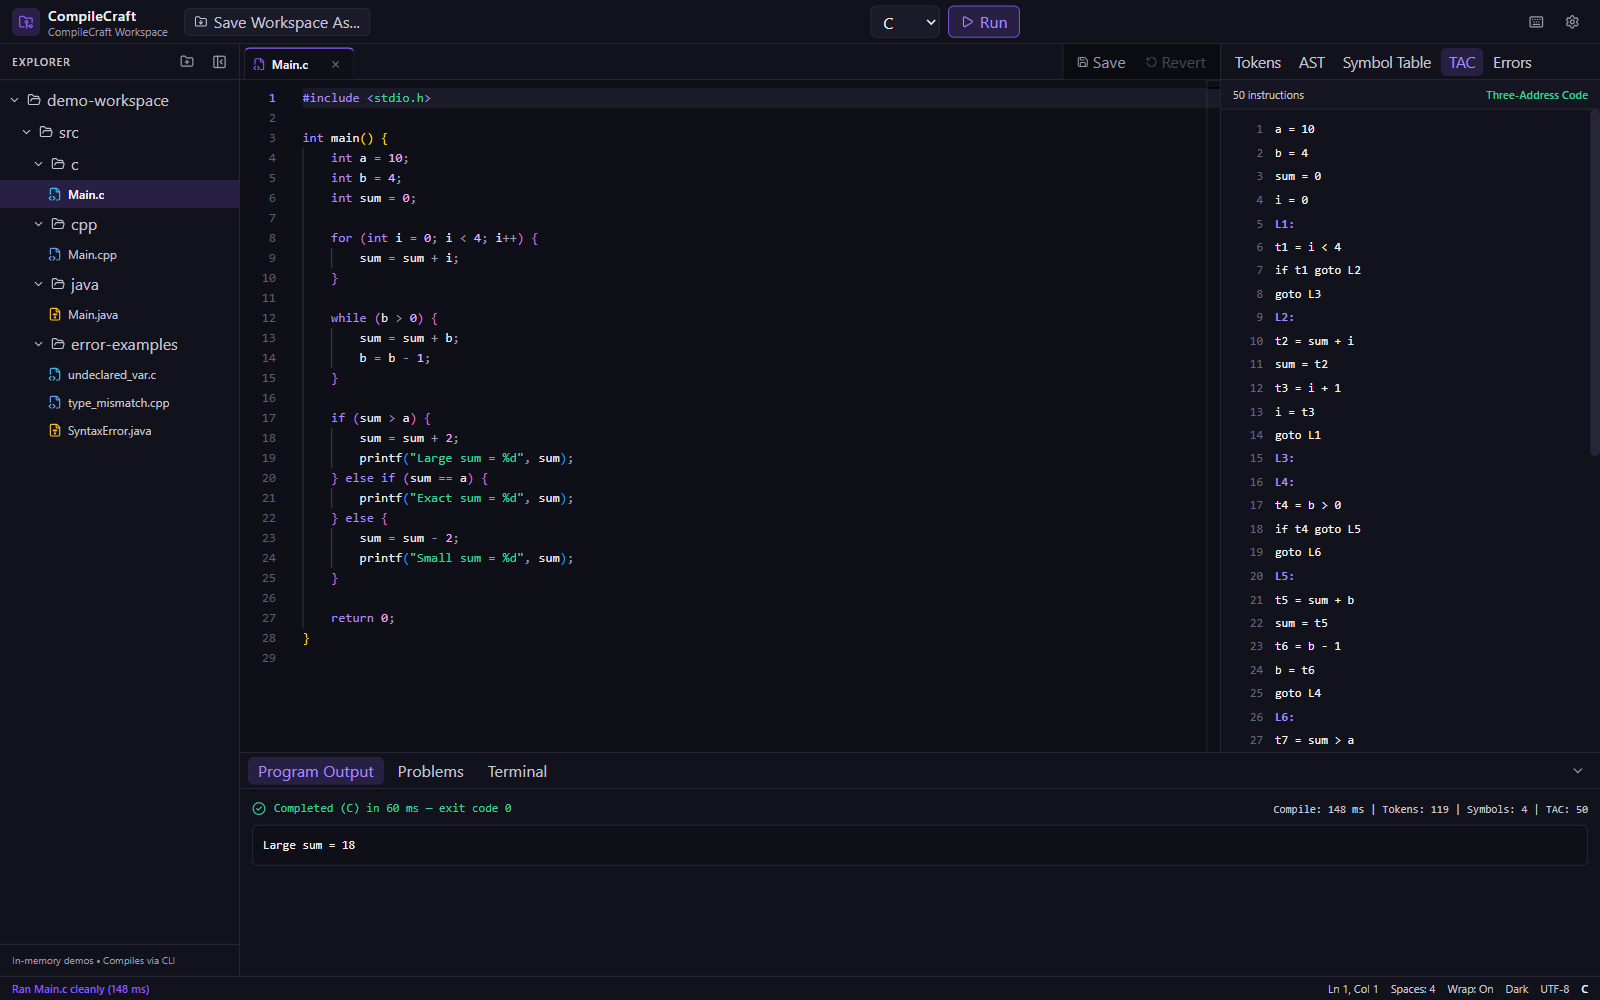 CompileCraft
CompileCraft Workspace
Save Workspace As...
C
Run
EXPLORER
demo-workspace
src
c
Main.c
cpp
Main.cpp
java
Main.java
error-examples
undeclared_var.c
type_mismatch.cpp
SyntaxError.java
In-memory demos • Compiles via CLI
Main.c ×
Save Revert
1 #include <stdio.h>
2
3 int main() {
4     int a = 10;
5     int b = 4;
6     int sum = 0;
7
8     for (int i = 0; i < 4; i++) {
9         sum = sum + i;
10     }
11
12     while (b > 0) {
13         sum = sum + b;
14         b = b - 1;
15     }
16
17     if (sum > a) {
18         sum = sum + 2;
19         printf("Large sum = %d", sum);
20     } else if (sum == a) {
21         printf("Exact sum = %d", sum);
22     } else {
23         sum = sum - 2;
24         printf("Small sum = %d", sum);
25     }
26
27     return 0;
28 }
29
Tokens AST Symbol Table TAC Errors
50 instructions Three-Address Code
1 a = 10
2 b = 4
3 sum = 0
4 i = 0
5 L1:
6 t1 = i < 4
7 if t1 goto L2
8 goto L3
9 L2:
10 t2 = sum + i
11 sum = t2
12 t3 = i + 1
13 i = t3
14 goto L1
15 L3:
16 L4:
17 t4 = b > 0
18 if t4 goto L5
19 goto L6
20 L5:
21 t5 = sum + b
22 sum = t5
23 t6 = b - 1
24 b = t6
25 goto L4
26 L6:
27 t7 = sum > a
Program Output Problems Terminal
Completed (C) in 60 ms — exit code 0
Compile: 148 ms | Tokens: 119 | Symbols: 4 | TAC: 50
Large sum = 18
Ran Main.c cleanly (148 ms)
Ln 1, Col 1 Spaces: 4 Wrap: On Dark UTF-8 C